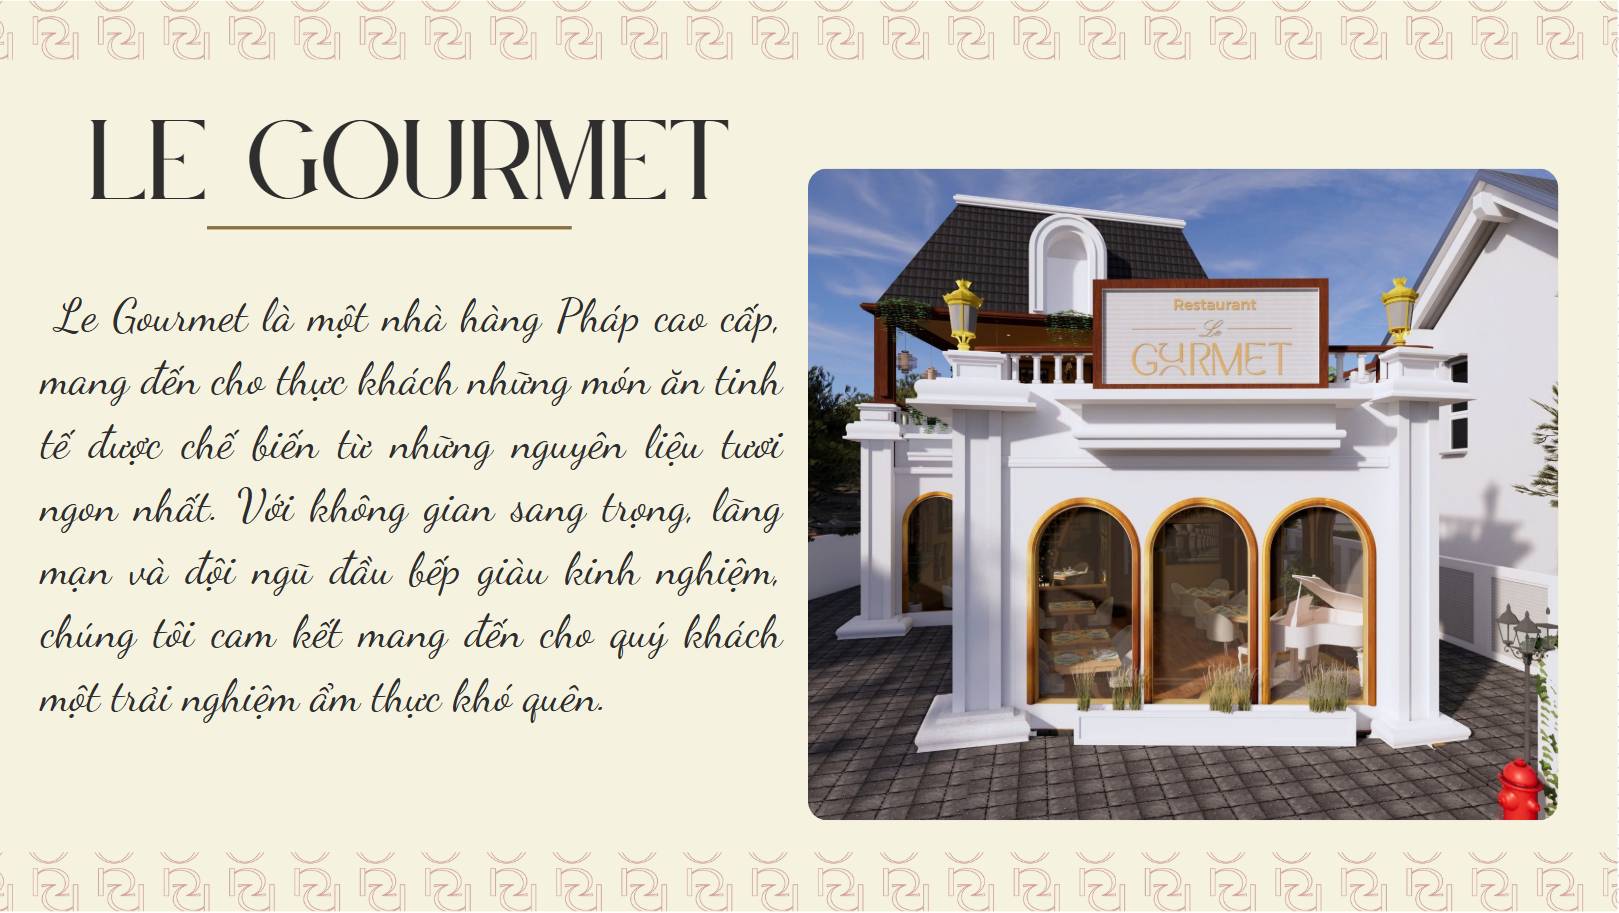 LE GOURMET
Le Gourmet là một nhà hàng Pháp cao cấp,
mang đến cho thực khách những món ăn tinh
tế được chế biến từ những nguyên liệu tươi
ngon nhất. Với không gian sang trọng, lãng
mạn và đội ngũ đầu bếp giàu kinh nghiệm,
chúng tôi cam kết mang đến cho quý khách
một trải nghiệm ẩm thực khó quên.
Restaurant
Le
GOURMET